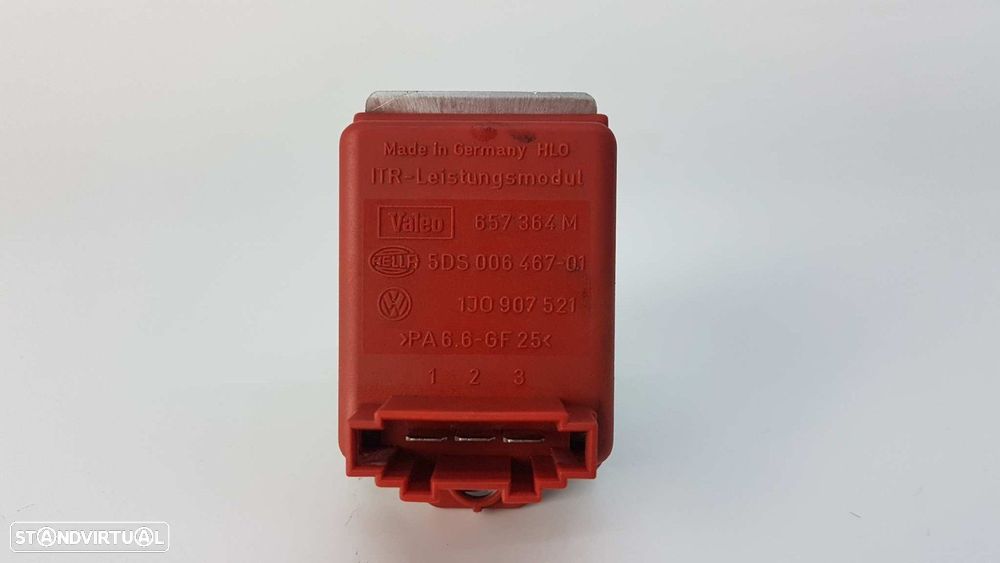 Made in Germany HLO
ITR-Leistungsmodul
Valeo 657 364 M
HELLA 5DS 006 467-01
VW 1J0 907 521
>PA 6.6-GF 25<
1 2 3
STANDVIRTUAL